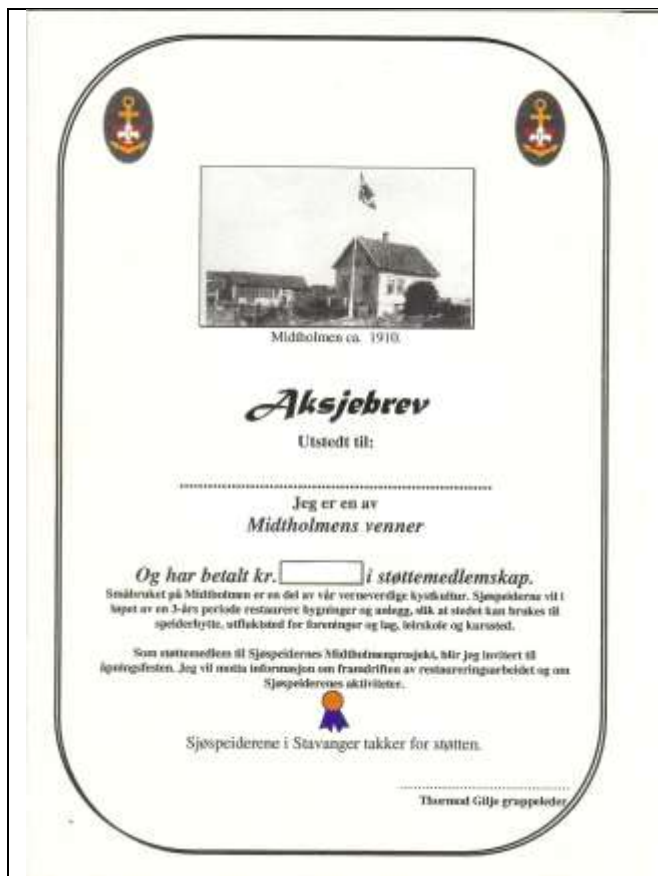 Midtholmen ca. 1910.
Aksjebrev
Utstedt til:
Jeg er en av
Midtholmens venner
Og har betalt kr. i støttemedlemskap.
Småbruket på Midtholmen er en del av vår verneverdige kystkultur. Sjøspeiderne vil i
løpet av en 3-års periode restaurere bygninger og anlegg, slik at stedet kan brukes til
speiderhytte, utfluktsted for foreninger og lag, leirskole og kurssted.
Som støttemedlem til Sjøspeidernes Midtholmenprosjekt, blir jeg invitert til
åpningsfesten. Jeg vil motta informasjon om framdriften av restaureringsarbeidet og om
Sjøspeiderenes aktiviteter.
Sjøspeiderene i Stavanger takker for støtten.
Thormod Gilje gruppeleder